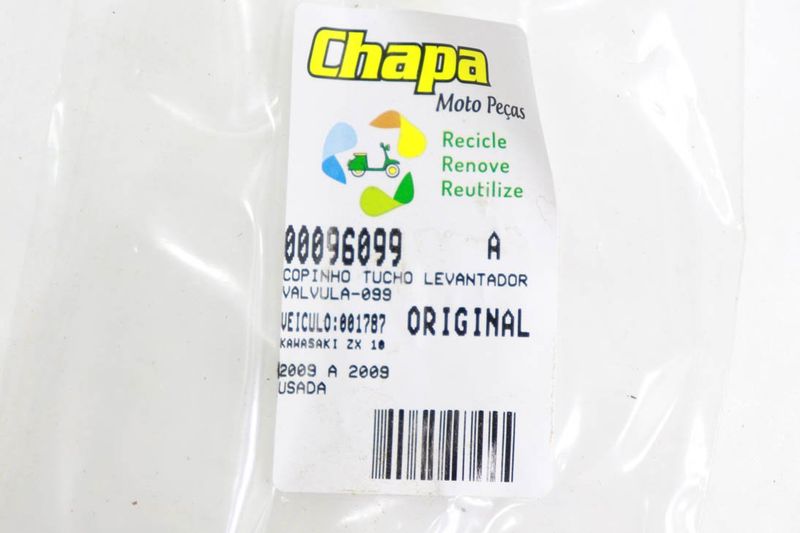 Chapa
Moto Peças
Recicle
Renove
Reutilize
00096099 A
COPINHO TUCHO LEVANTADOR
VALVULA-099
VEICULO:001787 ORIGINAL
KAWASAKI ZX 10
2009 A 2009
USADA